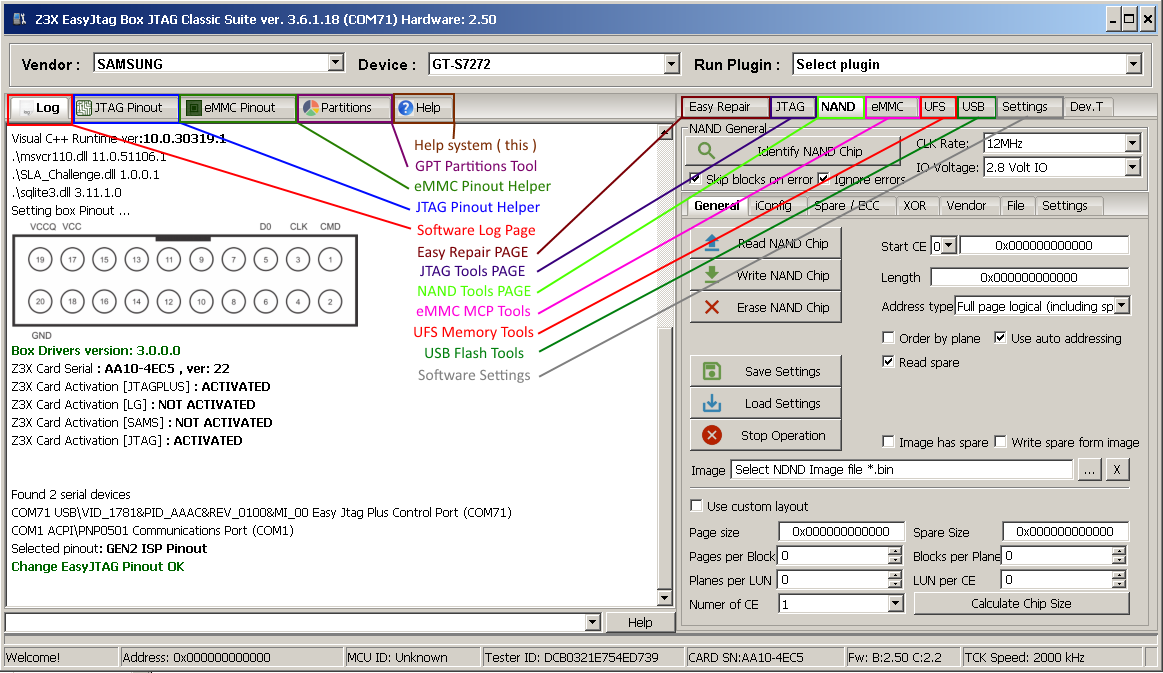 Z3X EasyJtag Box JTAG Classic Suite ver. 3.6.1.18 (COM71) Hardware: 2.50
Vendor : SAMSUNG Device : GT-S7272 Run Plugin : Select plugin
Log JTAG Pinout eMMC Pinout Partitions Help
Visual C++ Runtime ver:10.0.30319.1
.\msvcr110.dll 11.0.51106.1
.\SLA_Challenge.dll 1.0.0.1
.\sqlite3.dll 3.11.1.0
Setting box Pinout ...
VCCQ VCC D0 CLK CMD
19 17 15 13 11 9 7 5 3 1
20 18 16 14 12 10 8 6 4 2
GND
Box Drivers version: 3.0.0.0
Z3X Card Serial : AA10-4EC5 , ver: 22
Z3X Card Activation [JTAGPLUS] : ACTIVATED
Z3X Card Activation [LG] : NOT ACTIVATED
Z3X Card Activation [SAMS] : NOT ACTIVATED
Z3X Card Activation [JTAG] : ACTIVATED
Found 2 serial devices
COM71 USB\VID_1781&PID_AAAC&REV_0100&MI_00 Easy Jtag Plus Control Port (COM71)
COM1 ACPI\PNP0501 Communications Port (COM1)
Selected pinout: GEN2 ISP Pinout
Change EasyJTAG Pinout OK
Help system ( this )
GPT Partitions Tool
eMMC Pinout Helper
JTAG Pinout Helper
Software Log Page
Easy Repair PAGE
JTAG Tools PAGE
NAND Tools PAGE
eMMC MCP Tools
UFS Memory Tools
USB Flash Tools
Software Settings
Help
Easy Repair JTAG NAND eMMC UFS USB Settings Dev.T
NAND General
Identify NAND Chip CLK Rate: 12MHz
IO Voltage: 2.8 Volt IO
Skip blocks on error Ignore errors
General iConfig Spare / ECC XOR Vendor File Settings
Read NAND Chip Start CE 0 0x000000000000
Write NAND Chip Length 0x000000000000
Erase NAND Chip Address type Full page logical (including sp
Order by plane Use auto addressing
Read spare
Save Settings
Load Settings
Stop Operation Image has spare Write spare form image
Image Select NDND Image file *.bin ... X
Use custom layout
Page size 0x000000000000 Spare Size 0x000000000000
Pages per Block 0 Blocks per Plane 0
Planes per LUN 0 LUN per CE 0
Numer of CE 1 Calculate Chip Size
Welcome! Address: 0x000000000000 MCU ID: Unknown Tester ID: DCB0321E754ED739 CARD SN:AA10-4EC5 Fw: B:2.50 C:2.2 TCK Speed: 2000 kHz